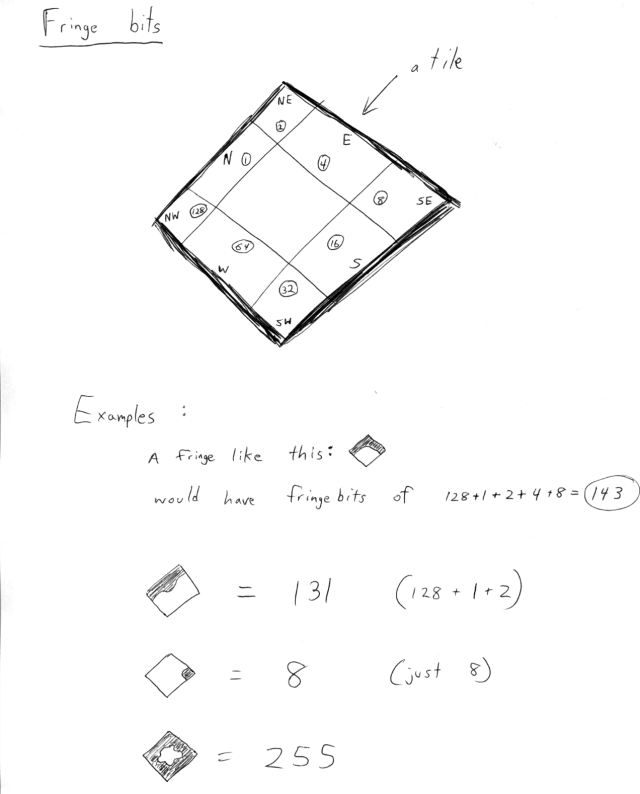 Fringe bits
a tile
NE
2
E
N 1
4
8
SE
NW 128
64
16
W
S
32
SW
Examples :
A fringe like this:
would have fringe bits of 128+1+2+4+8= 143
= 131 (128 + 1+2)
= 8 (just 8)
= 255